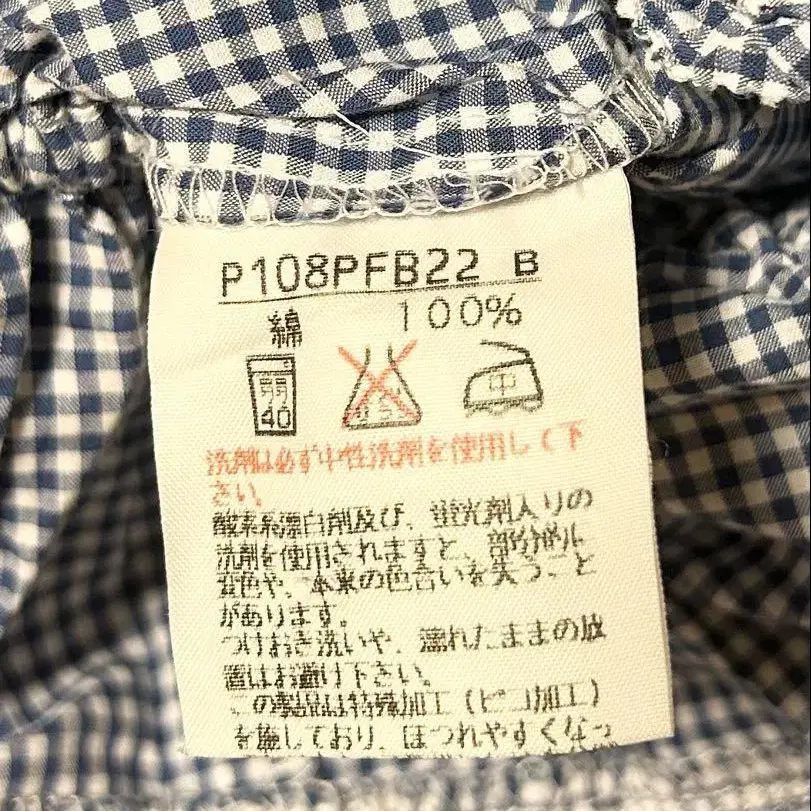 P108PFB22 B
綿 100%
弱 40 中
洗剤は必ず中性洗剤を使用して下
さい。
酸素系漂白剤及び、蛍光剤入りの
洗剤を使用されますと、部分的に
変色や、本来の色合いを失うこと
があります。
つけおき洗いや、濡れたままの放
置はお避け下さい。
この製品は特殊加工(ピコ加工)
を施しており、ほつれやすくなっ